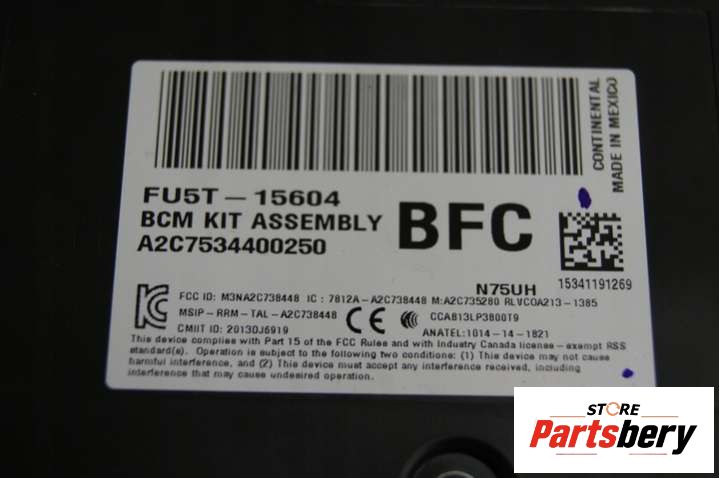 CONTINENTAL
MADE IN MEXICO
FU5T-15604
BCM KIT ASSEMBLY
A2C7534400250
BFC
N75UH
15341191269
FCC ID: M3NA2C738448 IC : 7812A-A2C738448 M:A2C735280 RLVCOA213-1385
MSIP-RRM-TAL-A2C738448 CE CCAB13LP3800T9
CMIIT ID: 2013DJ6919 ANATEL:1014-14-1821
This device complies with Part 15 of the FCC Rules and with Industry Canada license-exempt RSS
standard(s). Operation is subject to the following two conditions: (1) This device may not cause
harmful interference, and (2) This device must accept any interference received, including
interference that may cause undesired operation.
STORE
Partsbery